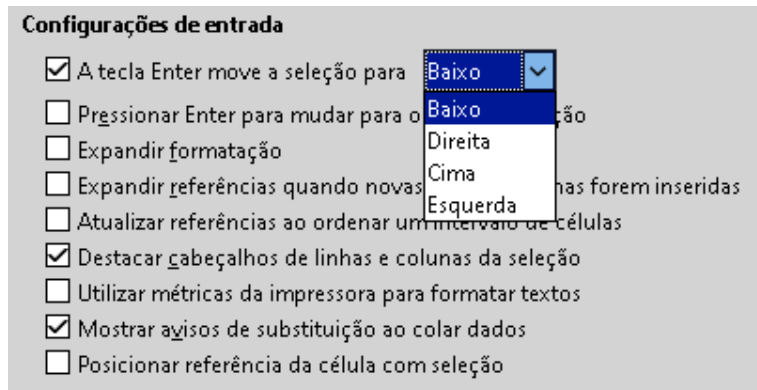 Configurações de entrada
A tecla Enter move a seleção para Baixo
Baixo
Direita
Cima
Esquerda
Pressionar Enter para mudar para o ção
Expandir formatação
Expandir referências quando novas nas forem inseridas
Atualizar referências ao ordenar um intervalo de células
Destacar cabeçalhos de linhas e colunas da seleção
Utilizar métricas da impressora para formatar textos
Mostrar avisos de substituição ao colar dados
Posicionar referência da célula com seleção